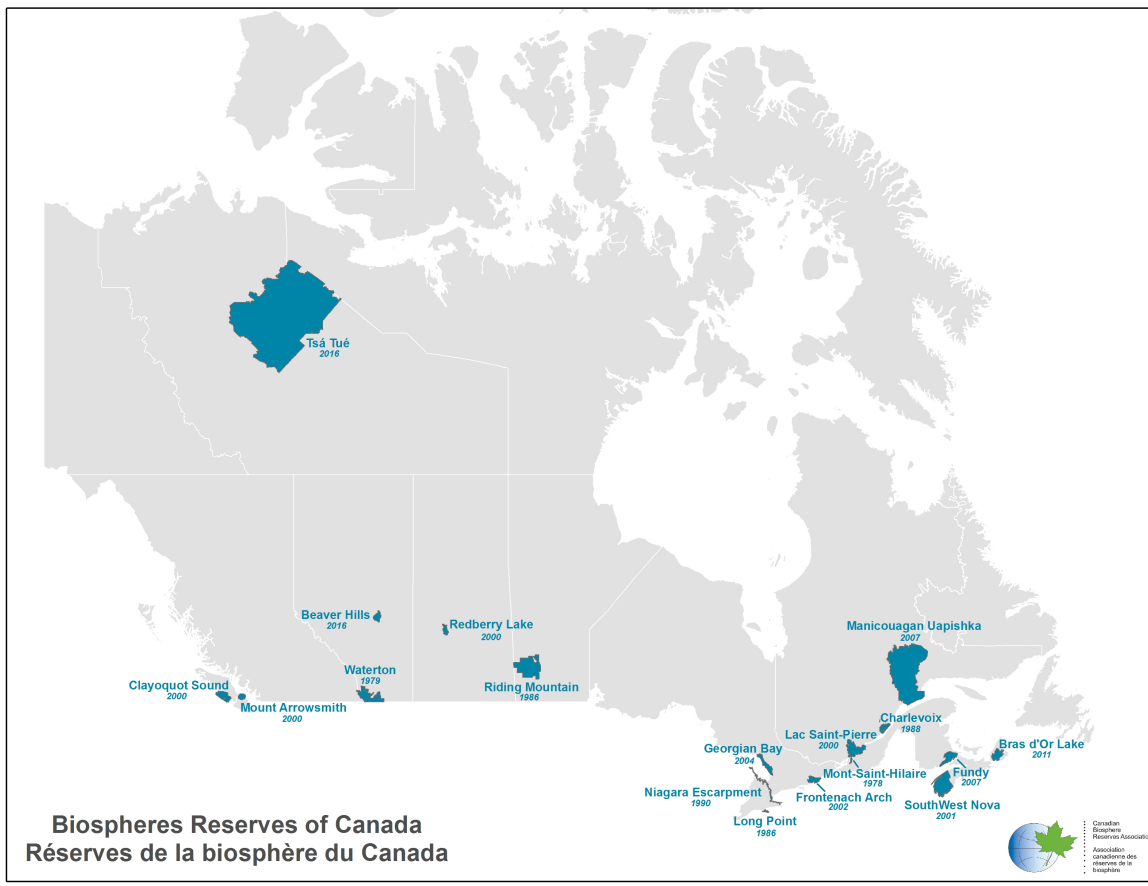 Tsá Tué
2016
Beaver Hills
2016
Redberry Lake
2000
Manicouagan Uapishka
2007
Waterton
1979
Riding Mountain
1986
Clayoquot Sound
2000
Mount Arrowsmith
2000
Charlevoix
1988
Lac Saint-Pierre
2000
Georgian Bay
2004
Bras d'Or Lake
2011
Mont-Saint-Hilaire
1978
Fundy
2007
Niagara Escarpment
1990
Frontenach Arch
2002
SouthWest Nova
2001
Long Point
1986
Biospheres Reserves of Canada
Réserves de la biosphère du Canada
Canadian
Biosphere
Reserves Associatio
Association
canadienne des
réserves de la
biosphère